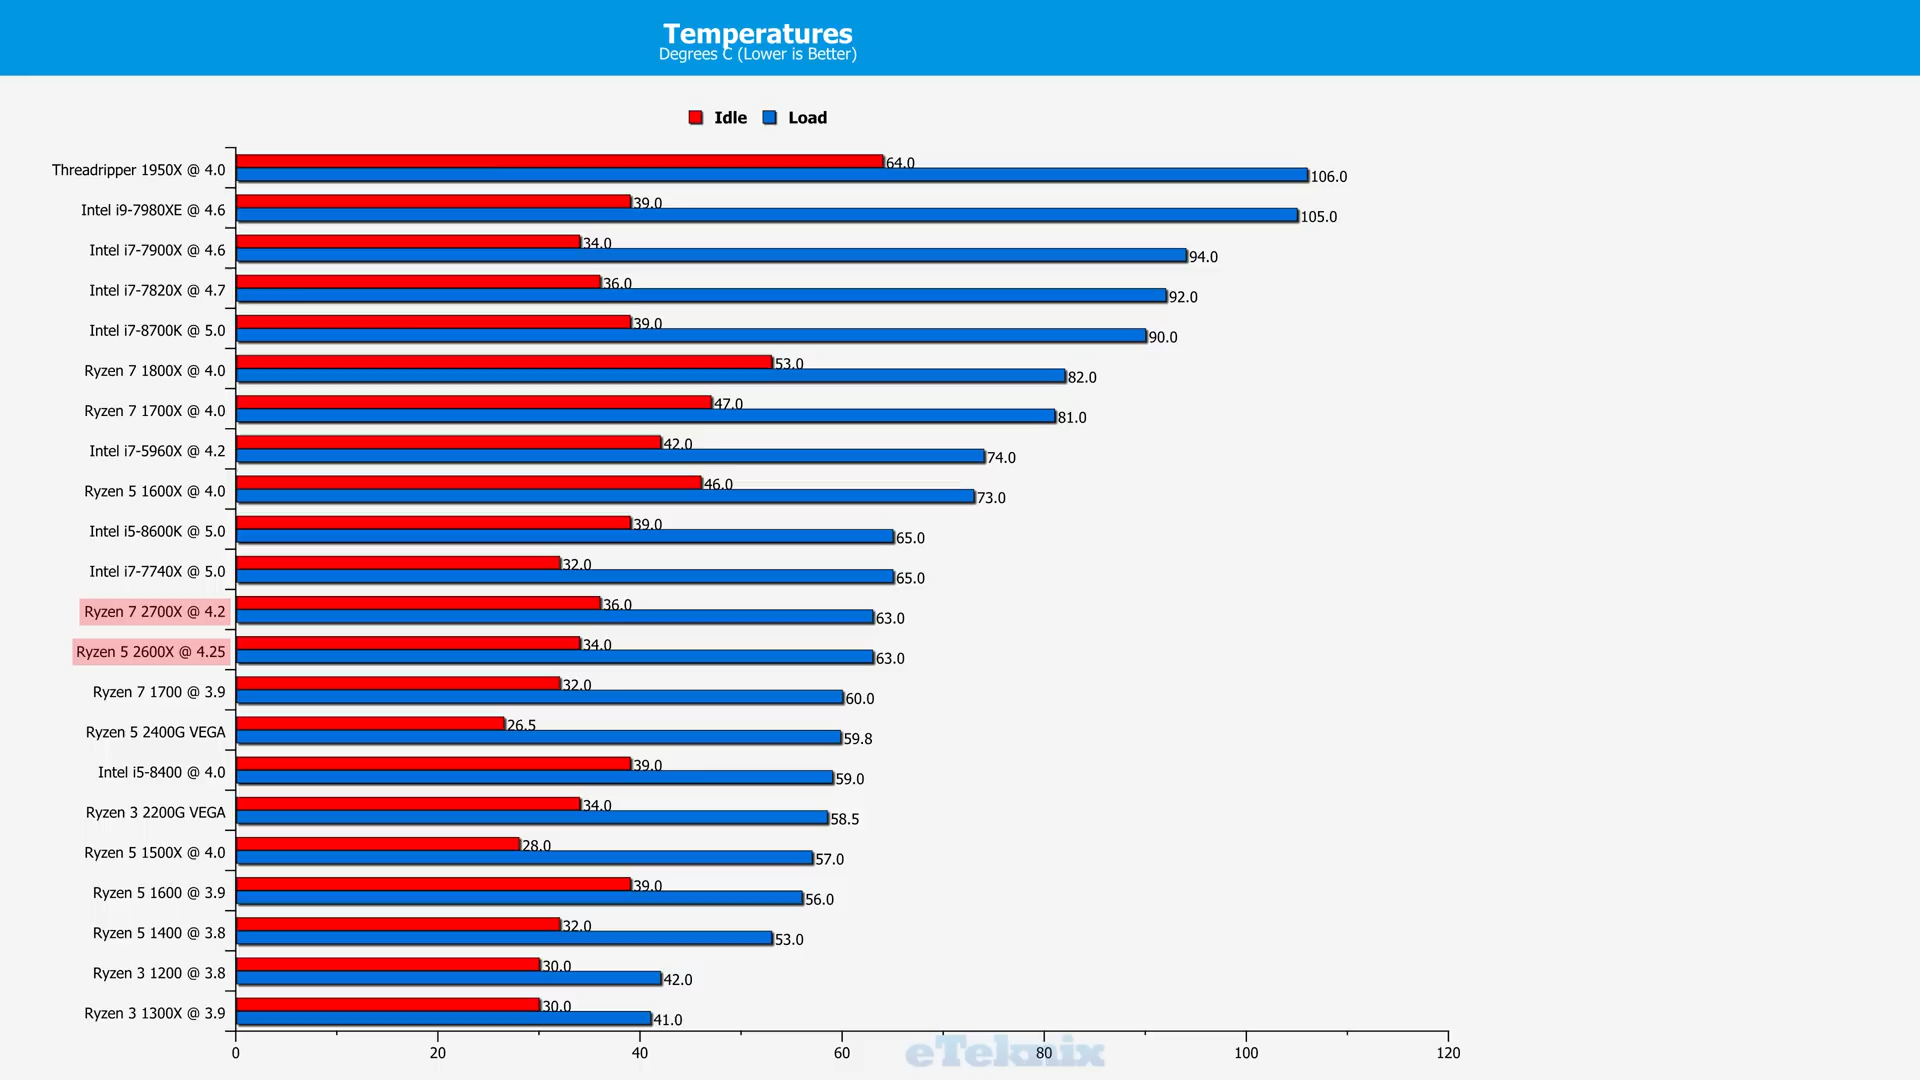 Temperatures
Degrees C (Lower is Better)
Idle Load
Threadripper 1950X @ 4.0 64.0 106.0
Intel i9-7980XE @ 4.6 39.0 105.0
Intel i7-7900X @ 4.6 34.0 94.0
Intel i7-7820X @ 4.7 36.0 92.0
Intel i7-8700K @ 5.0 39.0 90.0
Ryzen 7 1800X @ 4.0 53.0 82.0
Ryzen 7 1700X @ 4.0 47.0 81.0
Intel i7-5960X @ 4.2 42.0 74.0
Ryzen 5 1600X @ 4.0 46.0 73.0
Intel i5-8600K @ 5.0 39.0 65.0
Intel i7-7740X @ 5.0 32.0 65.0
Ryzen 7 2700X @ 4.2 36.0 63.0
Ryzen 5 2600X @ 4.25 34.0 63.0
Ryzen 7 1700 @ 3.9 32.0 60.0
Ryzen 5 2400G VEGA 26.5 59.8
Intel i5-8400 @ 4.0 39.0 59.0
Ryzen 3 2200G VEGA 34.0 58.5
Ryzen 5 1500X @ 4.0 28.0 57.0
Ryzen 5 1600 @ 3.9 39.0 56.0
Ryzen 5 1400 @ 3.8 32.0 53.0
Ryzen 3 1200 @ 3.8 30.0 42.0
Ryzen 3 1300X @ 3.9 30.0 41.0
0 20 40 60 80 100 120
eTeknix